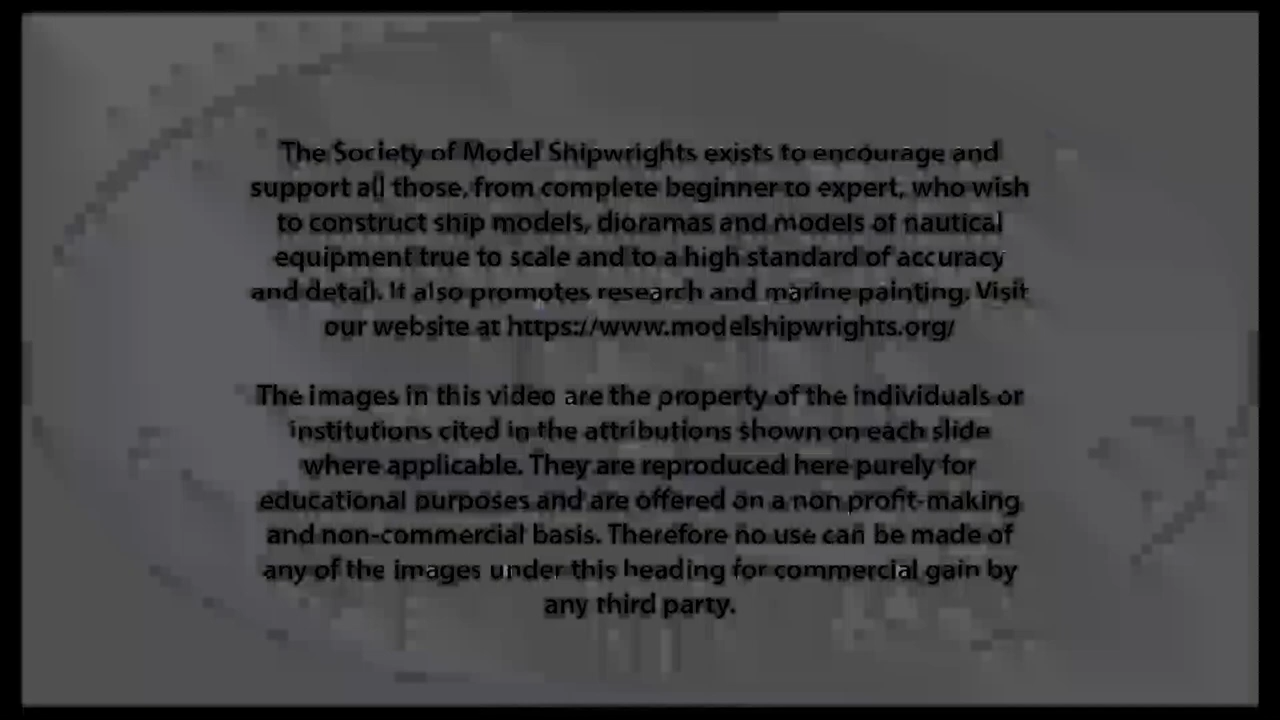 The Society of Model Shipwrights exists to encourage and
support all those, from complete beginner to expert, who wish
to construct ship models, dioramas and models of nautical
equipment true to scale and to a high standard of accuracy
and detail. It also promotes research and marine painting. Visit
our website at https://www.modelshipwrights.org/
The images in this video are the property of the individuals or
institutions cited in the attributions shown on each slide
where applicable. They are reproduced here purely for
educational purposes and are offered on a non profit-making
and non-commercial basis. Therefore no use can be made of
any of the images under this heading for commercial gain by
any third party.